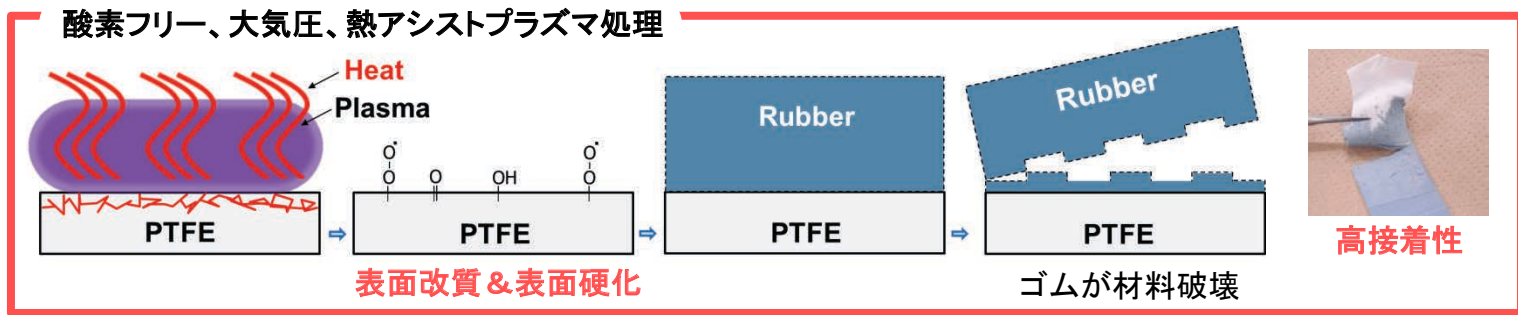 酸素フリー、大気圧、熱アシストプラズマ処理
Heat
Plasma
PTFE
O•
O
O
OH
O•
O
PTFE
表面改質＆表面硬化
Rubber
PTFE
Rubber
PTFE
ゴムが材料破壊
高接着性